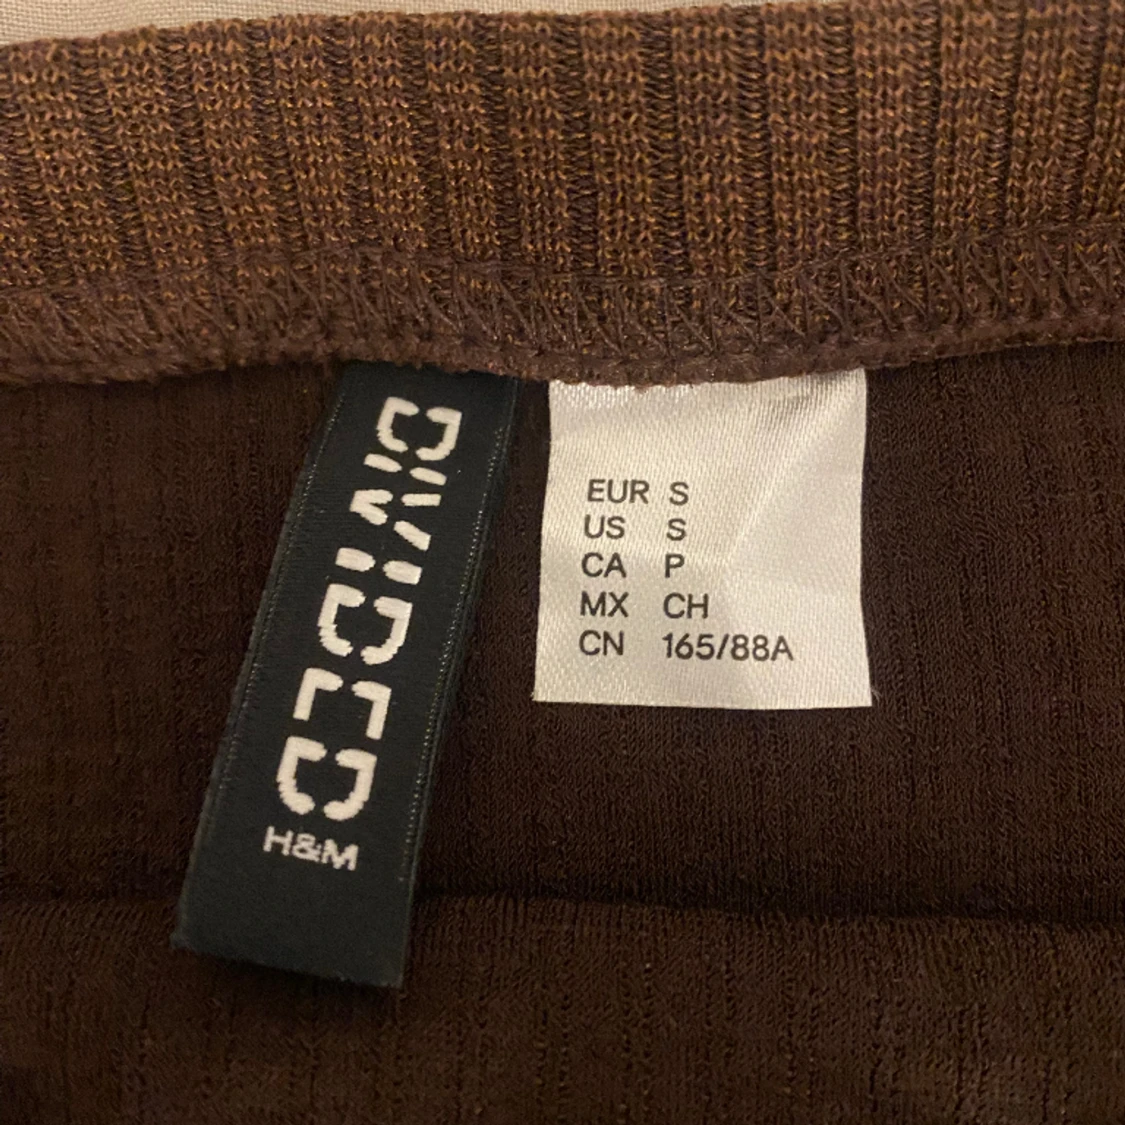 DIVIDED
H&M
EUR S
US S
CA P
MX CH
CN 165/88A